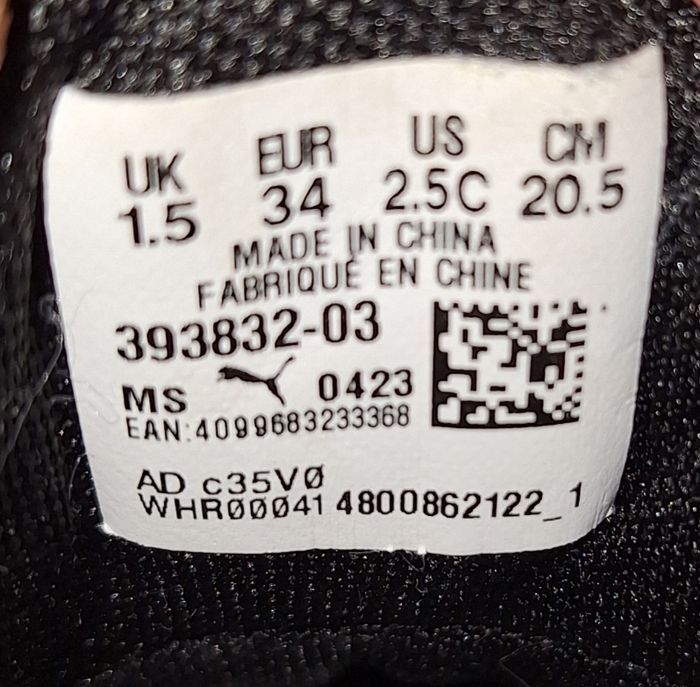 UK EUR US CM
1.5 34 2.5C 20.5
MADE IN CHINA
FABRIQUÉ EN CHINE
393832-03
MS 0423
EAN:4099683233368
AD c35VØ
WHRØØØ41 4800862122_1